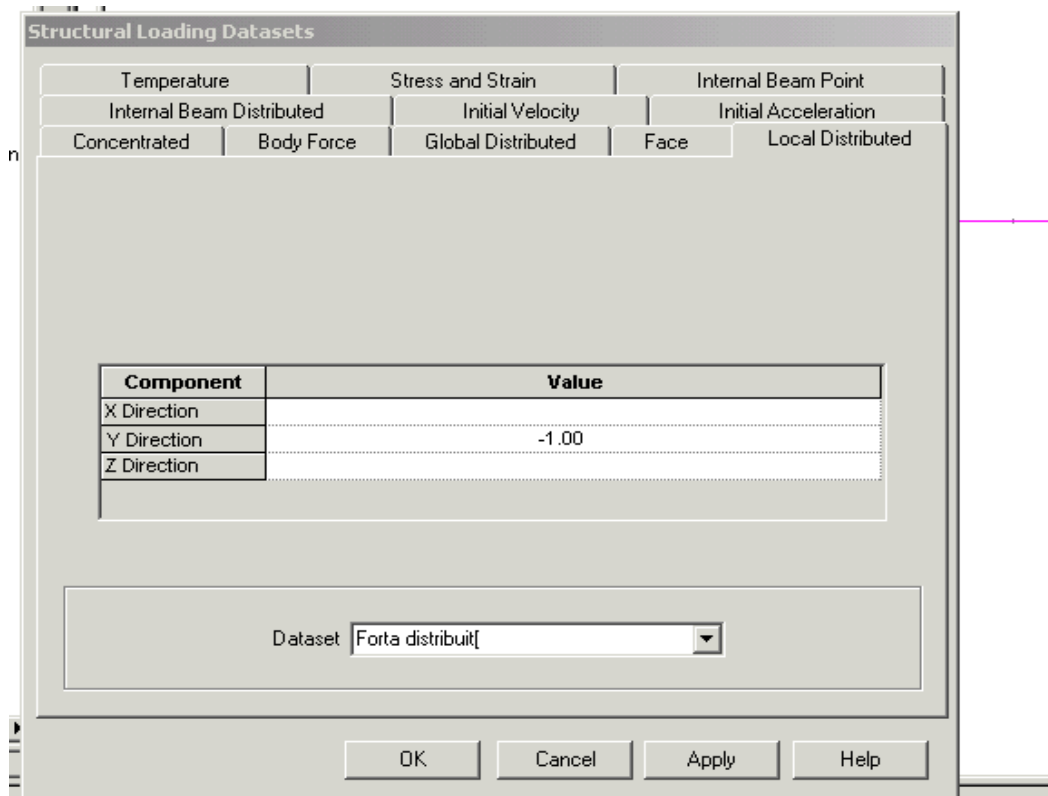 Structural Loading Datasets
Temperature Stress and Strain Internal Beam Point
Internal Beam Distributed Initial Velocity Initial Acceleration
Concentrated Body Force Global Distributed Face Local Distributed
n
Component Value
X Direction
Y Direction -1.00
Z Direction
Dataset Forta distribuit[
OK Cancel Apply Help